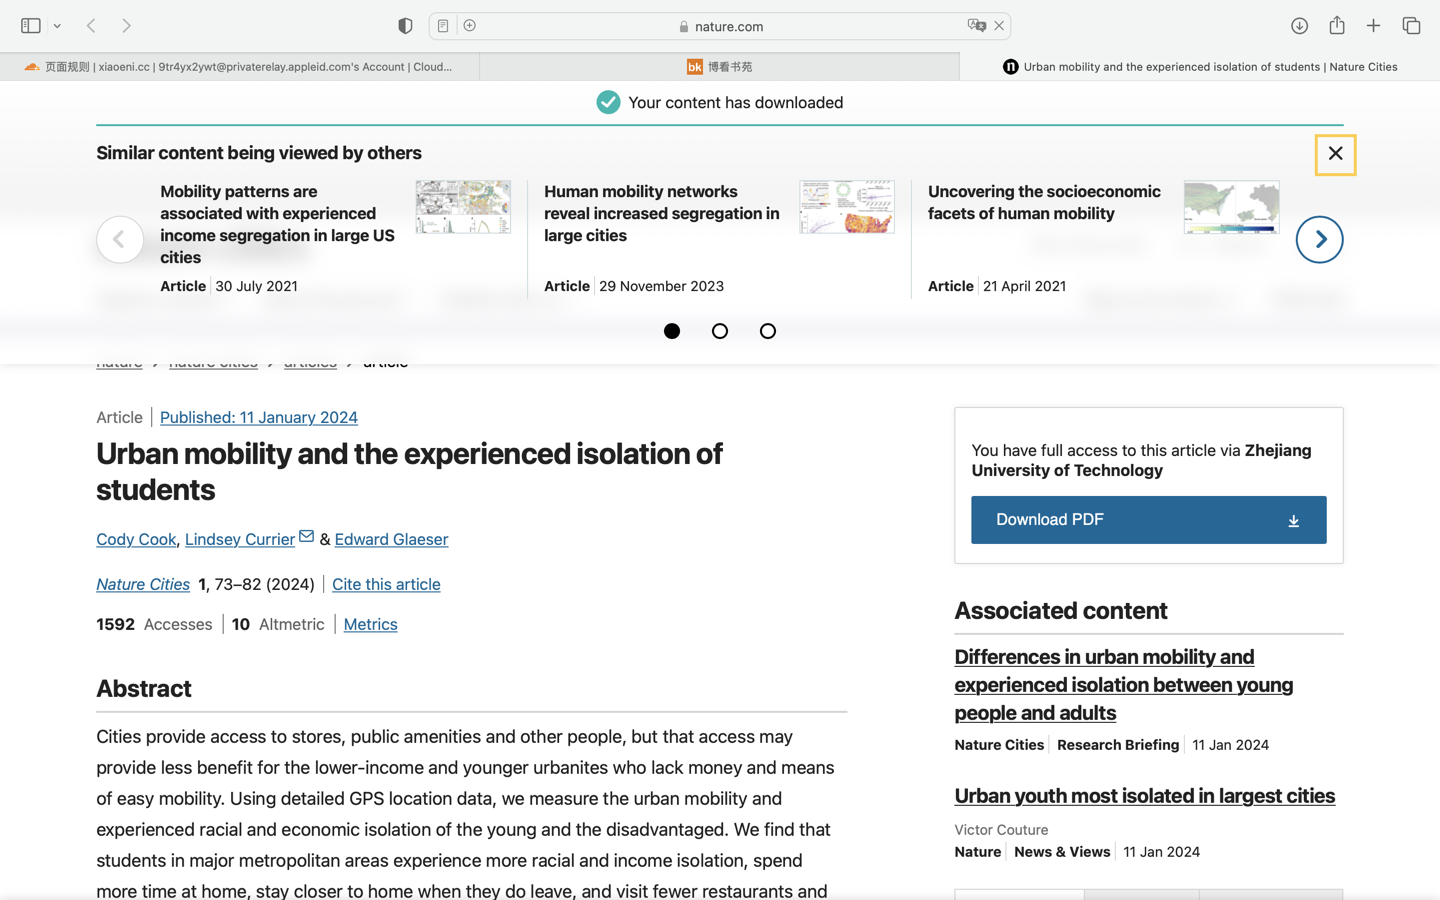 nature.com
页面规则 | xiaoeni.cc | 9tr4yx2ywt@privaterelay.appleid.com's Account | Cloud...
bk 博看书苑
n Urban mobility and the experienced isolation of students | Nature Cities
Your content has downloaded
Similar content being viewed by others
Mobility patterns are
associated with experienced
income segregation in large US
cities
Article 30 July 2021
Human mobility networks
reveal increased segregation in
large cities
Article 29 November 2023
Uncovering the socioeconomic
facets of human mobility
Article 21 April 2021
nature > nature cities > articles > article
Article Published: 11 January 2024
Urban mobility and the experienced isolation of
students
Cody Cook, Lindsey Currier & Edward Glaeser
Nature Cities 1, 73–82 (2024) Cite this article
1592 Accesses 10 Altmetric Metrics
Abstract
Cities provide access to stores, public amenities and other people, but that access may
provide less benefit for the lower-income and younger urbanites who lack money and means
of easy mobility. Using detailed GPS location data, we measure the urban mobility and
experienced racial and economic isolation of the young and the disadvantaged. We find that
students in major metropolitan areas experience more racial and income isolation, spend
more time at home, stay closer to home when they do leave, and visit fewer restaurants and
You have full access to this article via Zhejiang
University of Technology
Download PDF
Associated content
Differences in urban mobility and
experienced isolation between young
people and adults
Nature Cities Research Briefing 11 Jan 2024
Urban youth most isolated in largest cities
Victor Couture
Nature News & Views 11 Jan 2024